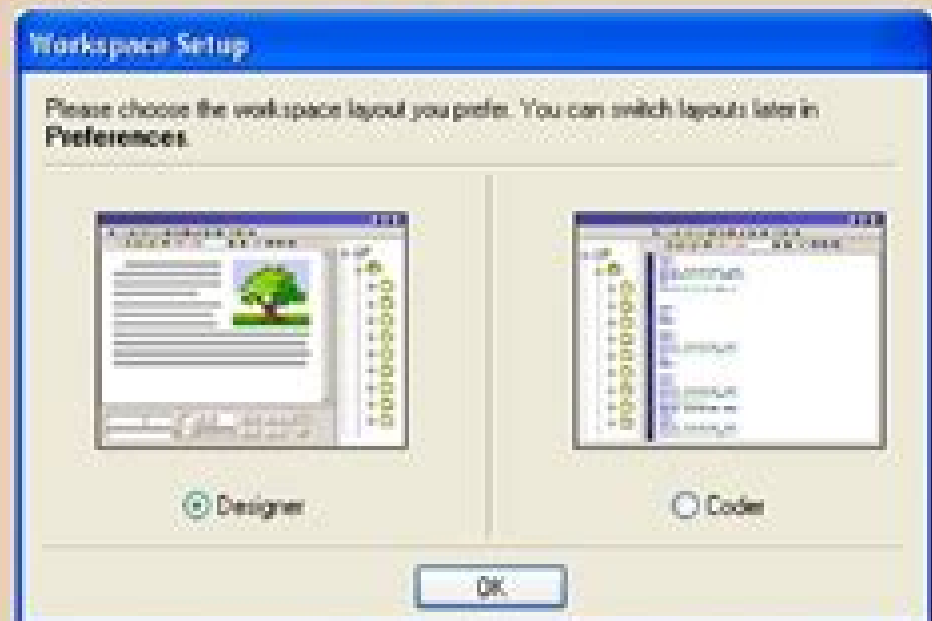 Workspace Setup
Please choose the workspace layout you prefer. You can switch layouts later in
Preferences.
Designer
Coder
OK